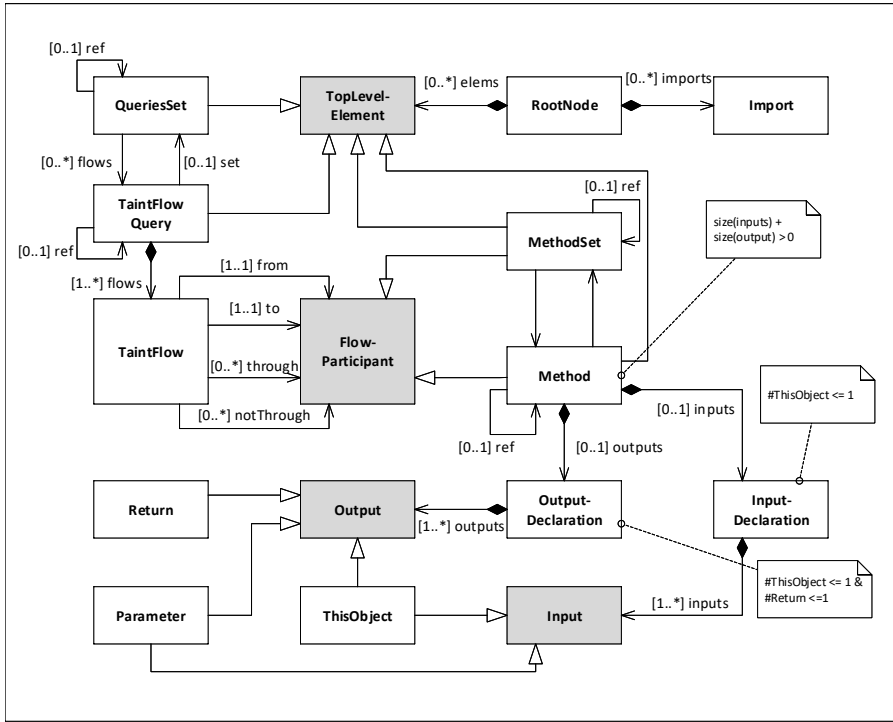 [0..1] ref
[0..*] elems
[0..*] imports
QueriesSet
TopLevel-
Element
RootNode
Import
[0..*] flows
[0..1] set
[0..1] ref
TaintFlow
Query
MethodSet
size(inputs) +
size(output) >0
[0..1] ref
[1..*] flows
[1..1] from
[1..1] to
TaintFlow
Flow-
Participant
[0..*] through
Method
#ThisObject <= 1
[0..*] notThrough
[0..1] ref
[0..1] outputs
[0..1] inputs
Return
Output
Output-
Declaration
Input-
Declaration
[1..*] outputs
#ThisObject <= 1 &
#Return <=1
[1..*] inputs
Parameter
ThisObject
Input